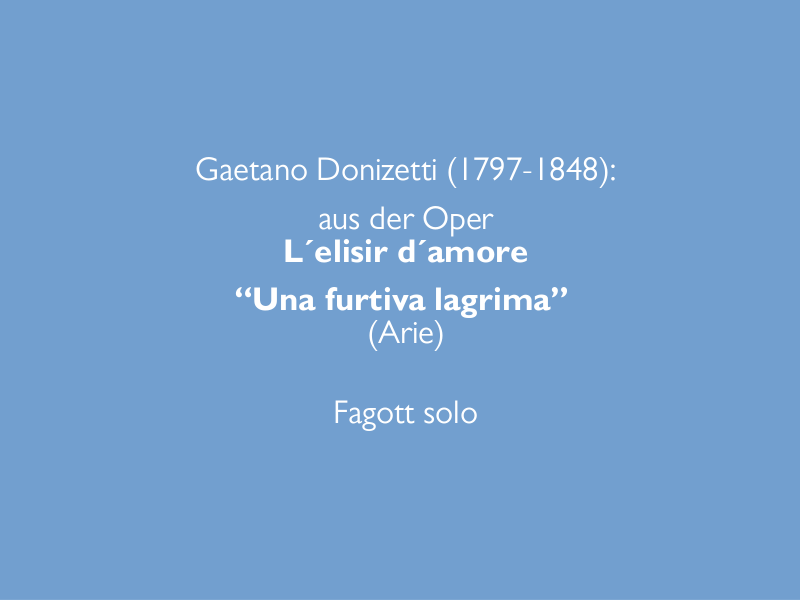 Gaetano Donizetti (1797-1848):
aus der Oper
L´elisir d´amore
“Una furtiva lagrima”
(Arie)
Fagott solo